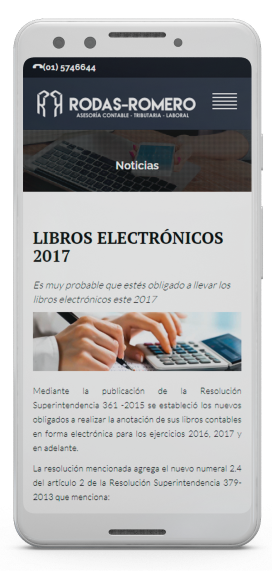 (01) 5746644
RODAS-ROMERO
ASESORÍA CONTABLE - TRIBUTARIA - LABORAL
Noticias
LIBROS ELECTRÓNICOS
2017
Es muy probable que estés obligado a llevar los
libros electrónicos este 2017
Mediante la publicación de la Resolución
Superintendencia 361 -2015 se estableció los nuevos
obligados a realizar la anotación de sus libros contables
en forma electrónica para los ejercicios 2016, 2017 y
en adelante.
La resolución mencionada agrega el nuevo numeral 2.4
del artículo 2 de la Resolución Superintendencia 379-
2013 que menciona: